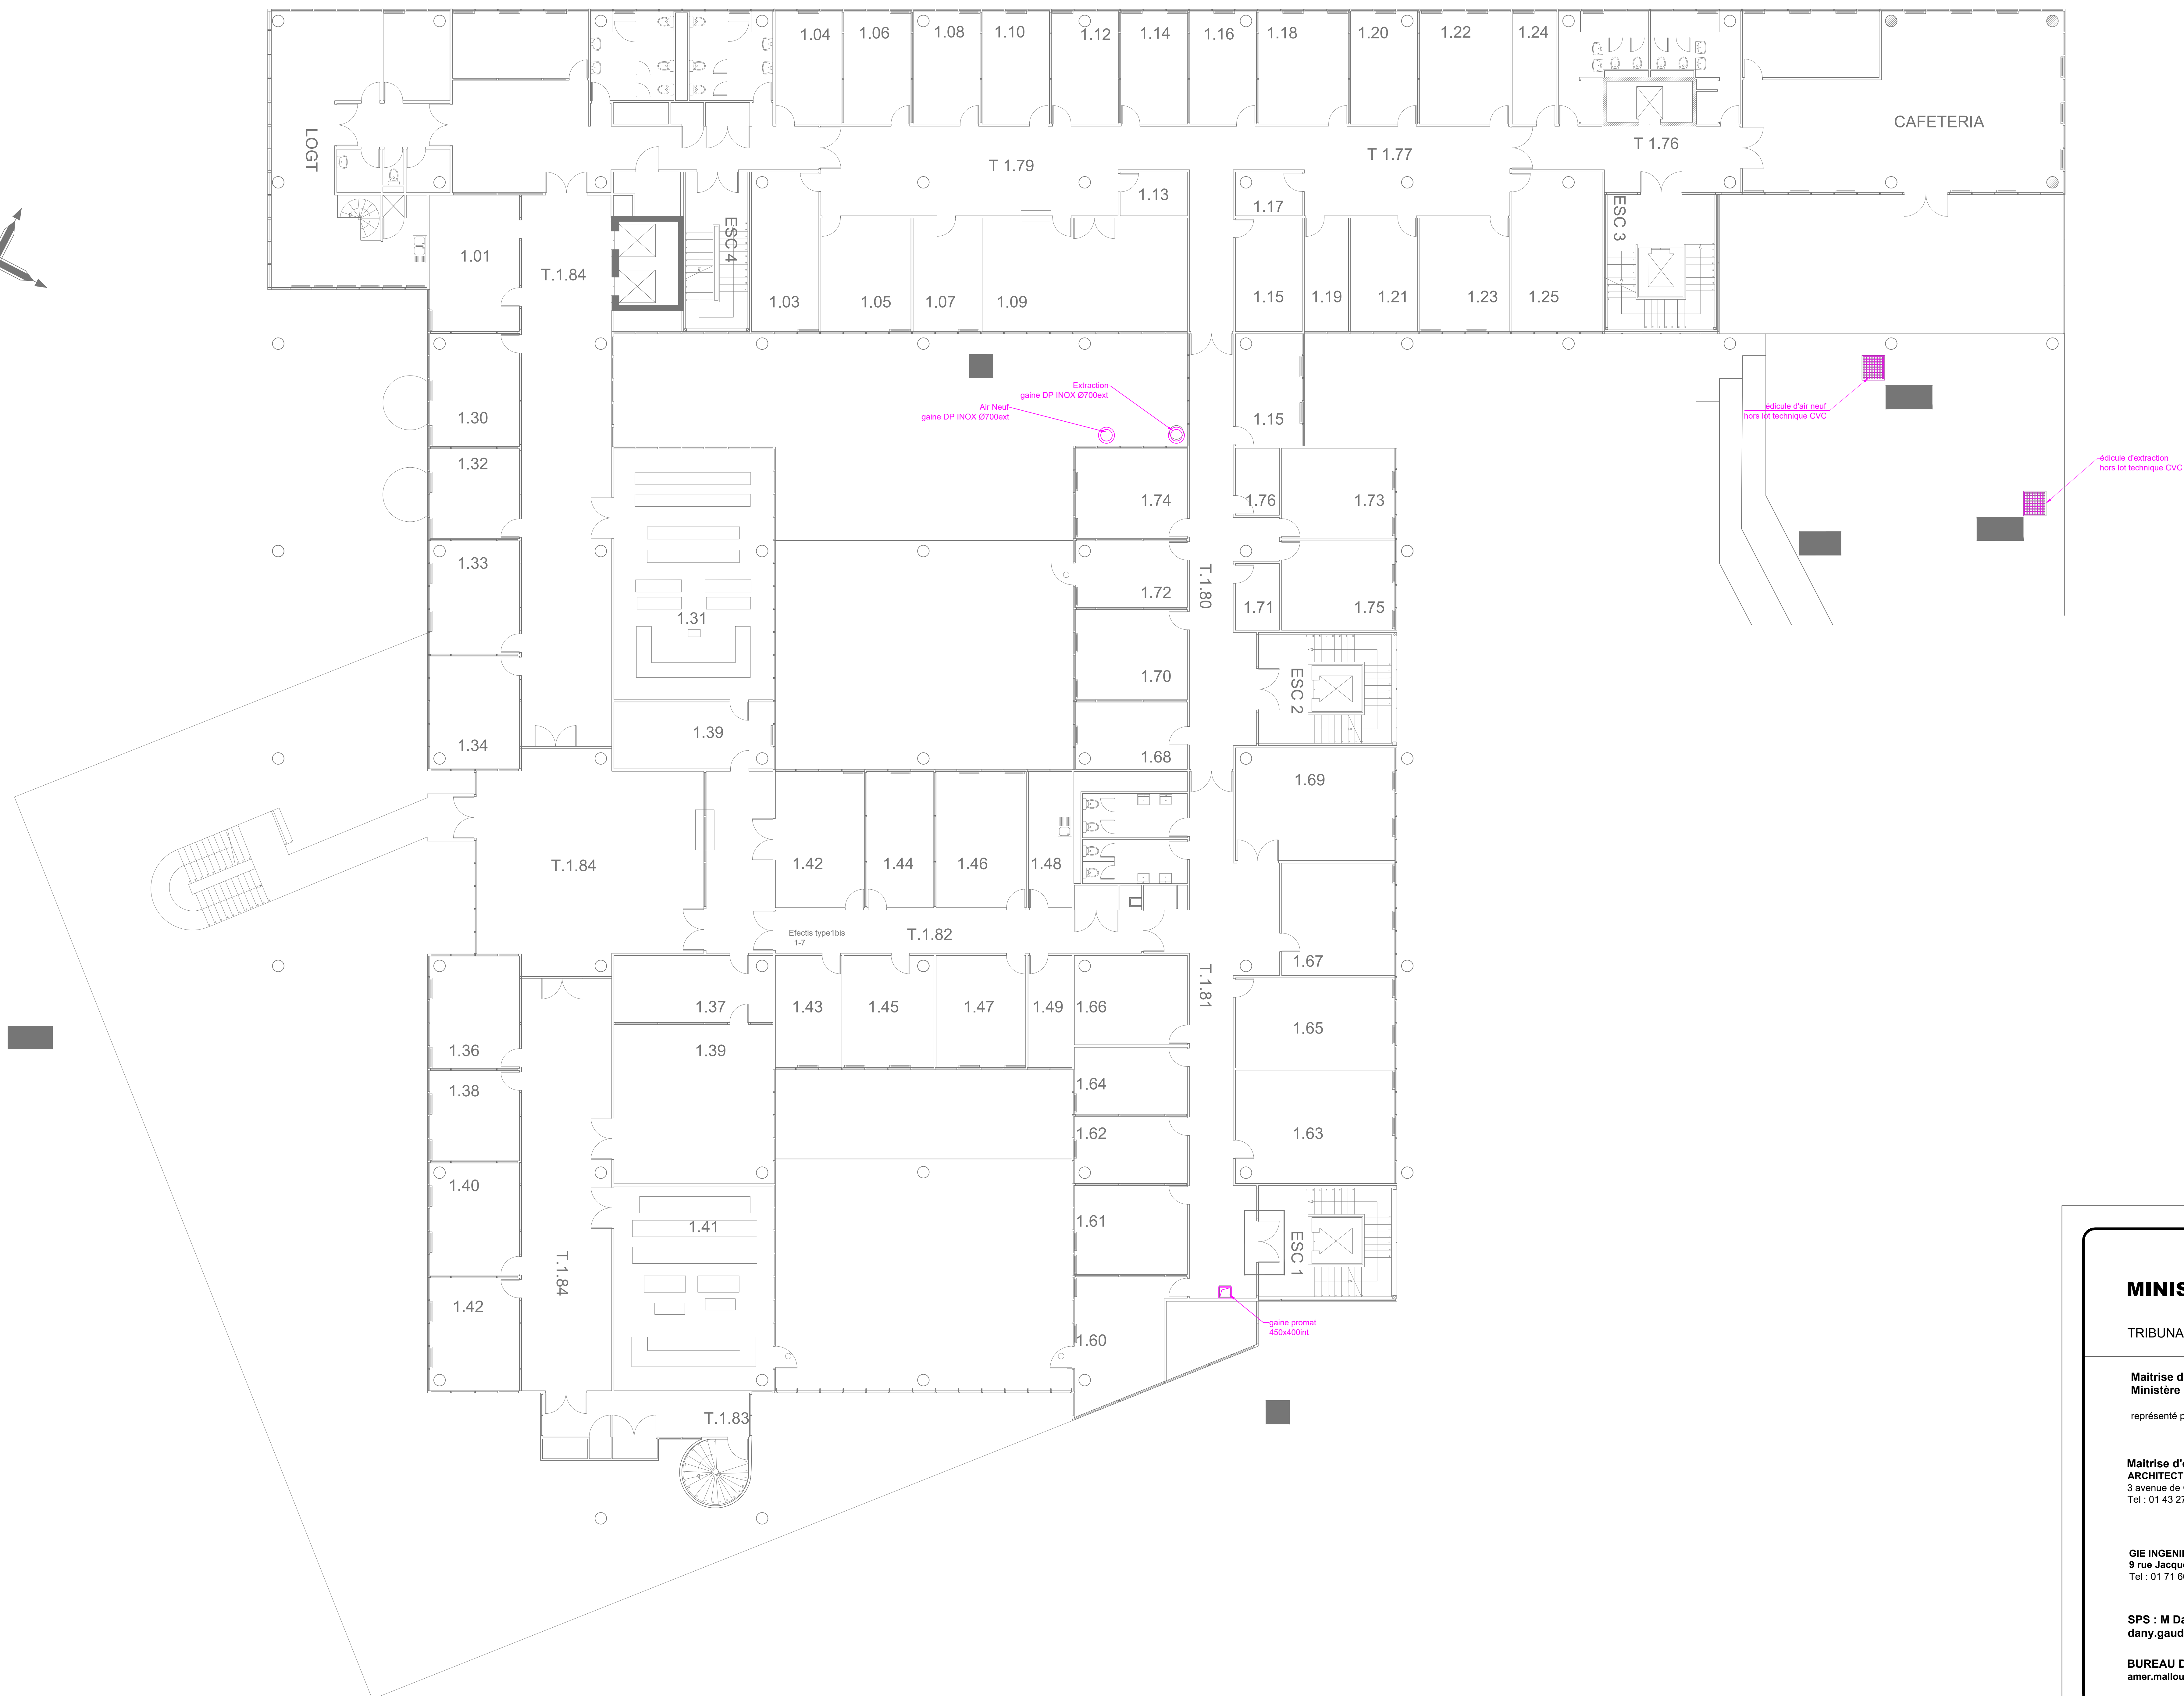 1.04
1.06
1.08
1.10
1.12
1.14
1.16
1.18
1.20
1.22
1.24
CAFETERIA
LOGT
T 1.79
T 1.77
T 1.76
1.13
1.17
ESC 4
ESC 3
1.01
T.1.84
1.03
1.05
1.07
1.09
1.15
1.19
1.21
1.23
1.25
Extraction
gaine DP INOX Ø700ext
Air Neuf
gaine DP INOX Ø700ext
édicule d'air neuf
hors lot technique CVC
édicule d'extraction
hors lot technique CVC
1.30
1.15
1.32
1.74
1.76
1.73
1.33
T.1.80
1.72
1.71
1.75
1.31
1.70
ESC 2
1.34
1.39
1.68
1.69
T.1.84
1.42
1.44
1.46
1.48
Efectis type1bis
1-7
T.1.82
1.67
T.1.81
1.37
1.43
1.45
1.47
1.49
1.66
1.65
1.36
1.39
1.38
1.64
1.62
1.63
1.40
1.41
1.61
ESC 1
T.1.84
1.42
1.60
gaine promat
450x400int
T.1.83
MINIS
TRIBUNA
Maitrise d
Ministère
représenté p
Maitrise d'
ARCHITECT
3 avenue de
Tel : 01 43 27
GIE INGENI
9 rue Jacqu
Tel : 01 71 6
SPS : M Da
dany.gaud
BUREAU D
amer.mallou